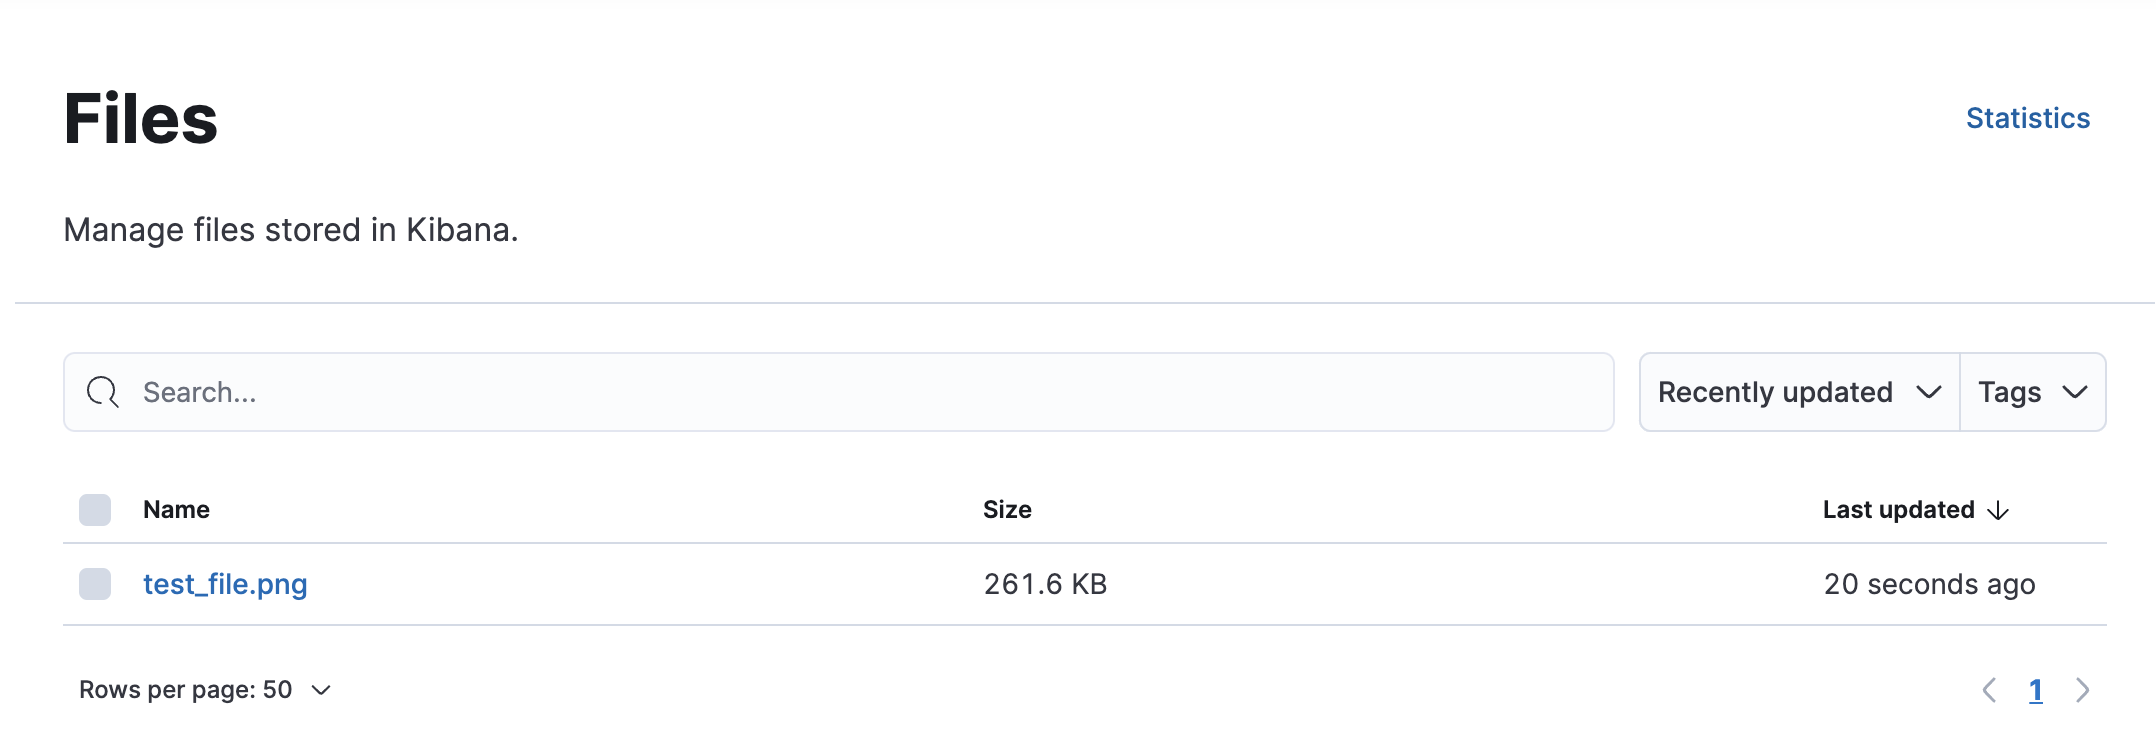 Files
Statistics
Manage files stored in Kibana.
Search...
Recently updated
Tags
Name Size Last updated
test_file.png 261.6 KB 20 seconds ago
Rows per page: 50
1